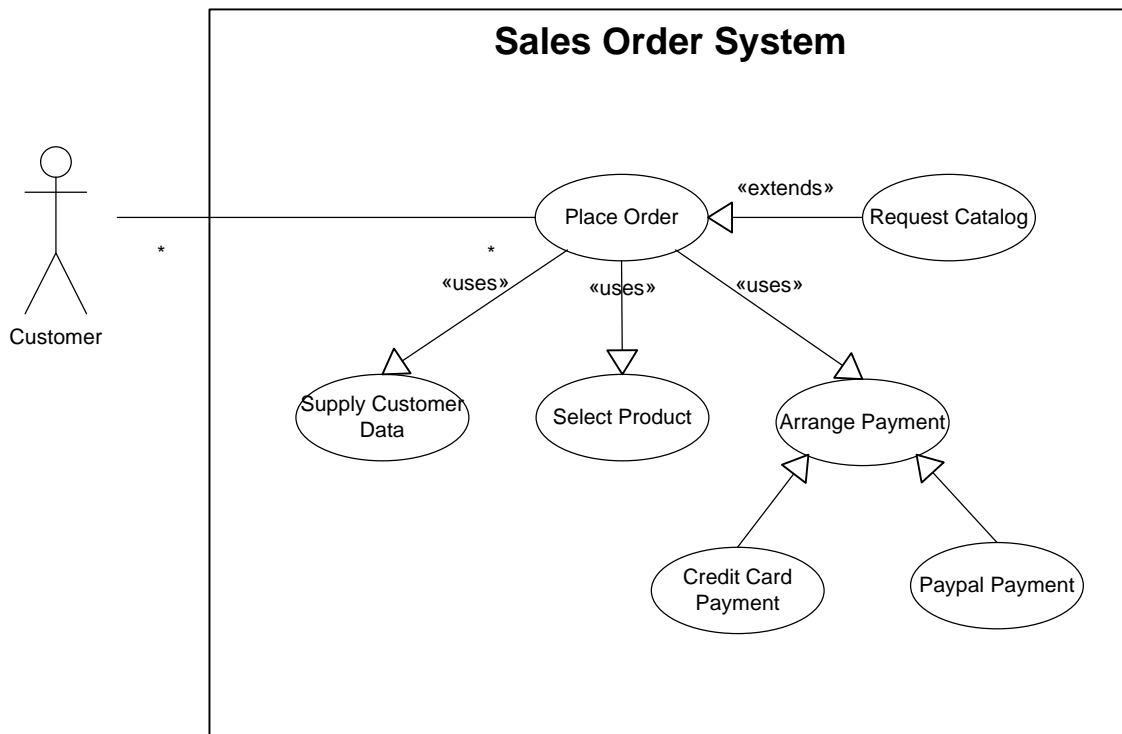 Sales Order System
«extends»
Place Order
Request Catalog
*
*
«uses»
«uses»
«uses»
Customer
Supply Customer
Data
Select Product
Arrange Payment
Credit Card
Payment
Paypal Payment